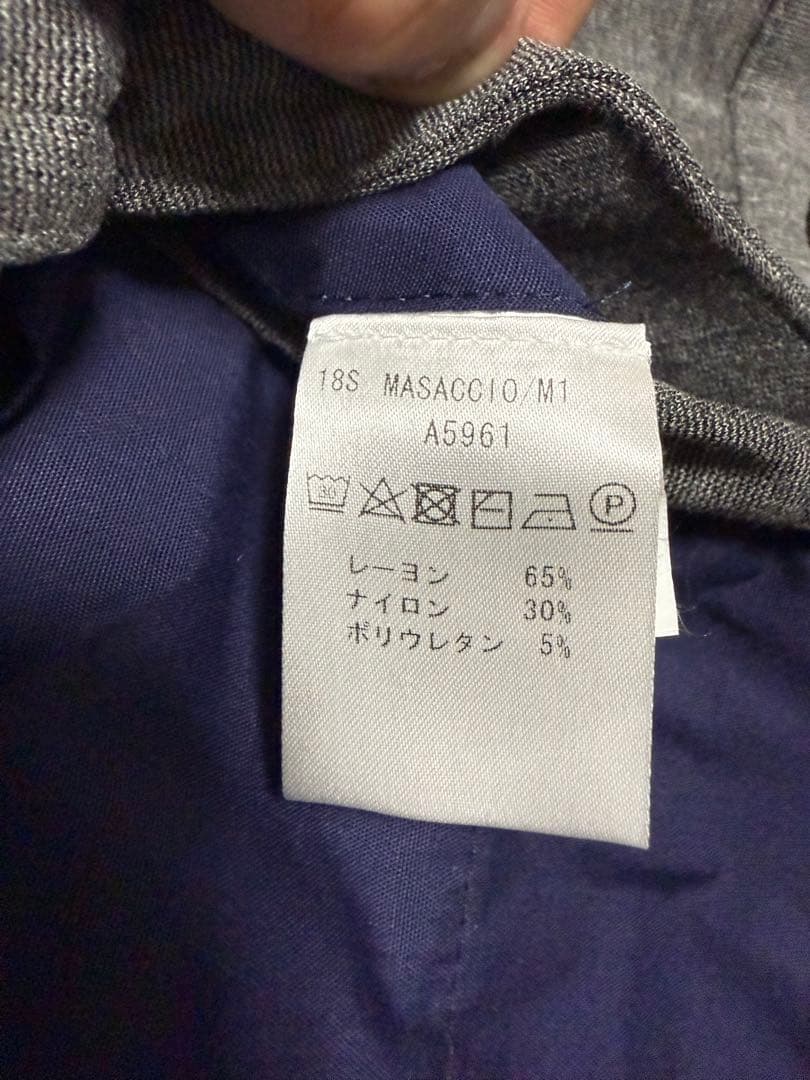 18S MASACCIO/M1
A5961
30
P
レーヨン 65%
ナイロン 30%
ポリウレタン 5%